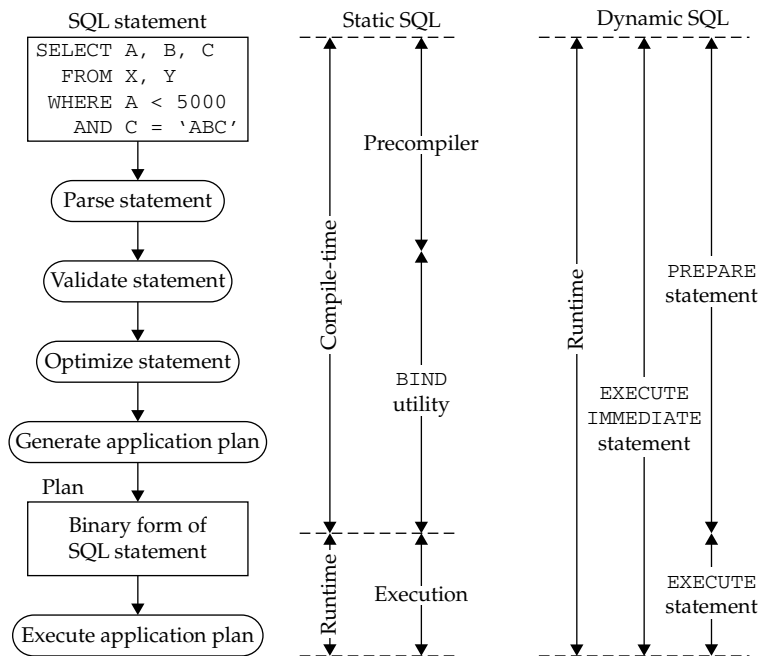 SQL statement
SELECT A, B, C
FROM X, Y
WHERE A < 5000
AND C = ‘ABC’
Parse statement
Validate statement
Optimize statement
Generate application plan
Plan
Binary form of
SQL statement
Execute application plan
Static SQL
Compile-time
Precompiler
BIND
utility
Runtime
Execution
Dynamic SQL
Runtime
EXECUTE
IMMEDIATE
statement
PREPARE
statement
EXECUTE
statement